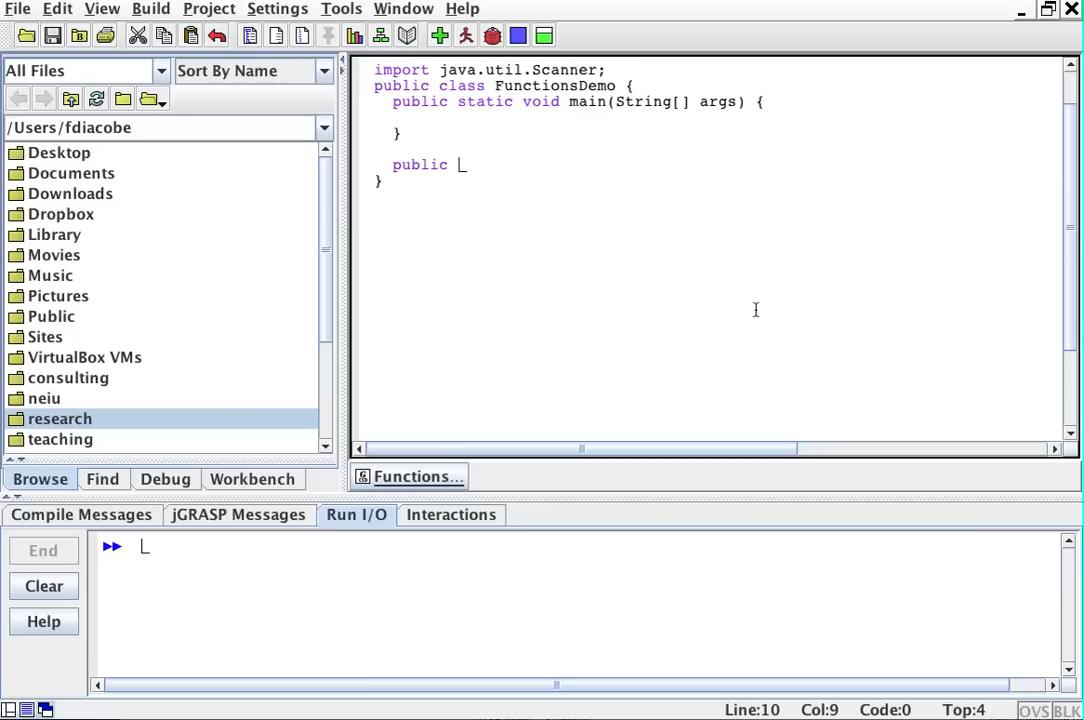 File Edit View Build Project Settings Tools Window Help
All Files Sort By Name
/Users/fdiacobe
Desktop
Documents
Downloads
Dropbox
Library
Movies
Music
Pictures
Public
Sites
VirtualBox VMs
consulting
neiu
research
teaching
Browse Find Debug Workbench
import java.util.Scanner;
public class FunctionsDemo {
public static void main(String[] args) {
}
public
}
Functions...
Compile Messages jGRASP Messages Run I/O Interactions
End
Clear
Help
Line:10 Col:9 Code:0 Top:4 OVS BLK